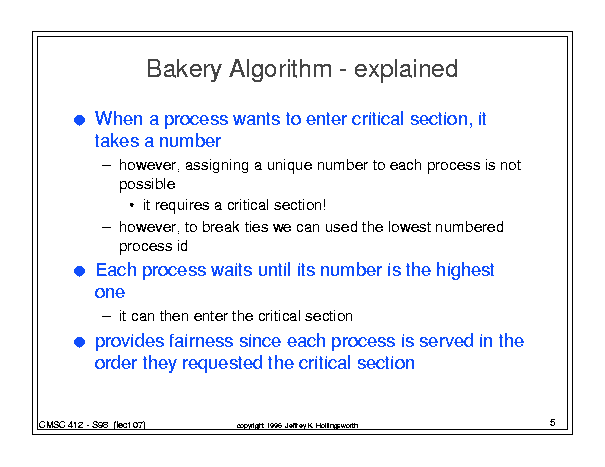 Bakery Algorithm - explained
● When a process wants to enter critical section, it
takes a number
– however, assigning a unique number to each process is not
possible
• it requires a critical section!
– however, to break ties we can used the lowest numbered
process id
● Each process waits until its number is the highest
one
– it can then enter the critical section
● provides fairness since each process is served in the
order they requested the critical section
CMSC 412 - S98 (lect 07)
copyright 1996 Jeffrey K. Hollingsworth
5